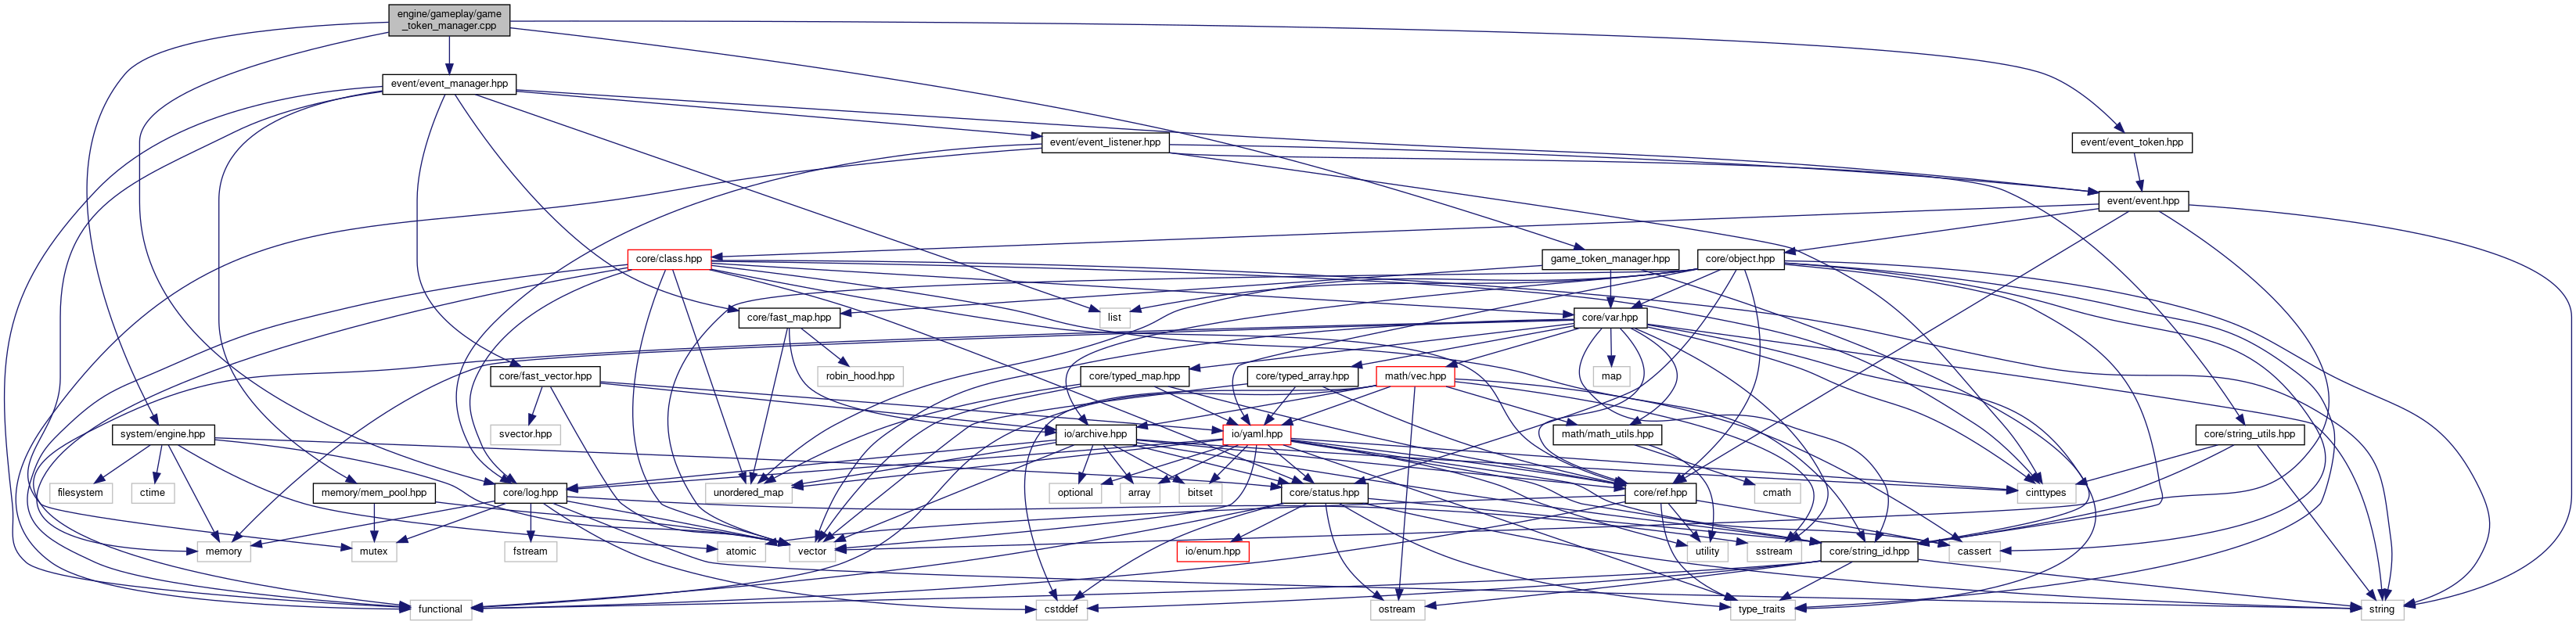 engine/gameplay/game
_token_manager.cpp
event/event_manager.hpp
event/event_listener.hpp
event/event_token.hpp
event/event.hpp
core/class.hpp
game_token_manager.hpp
core/object.hpp
core/fast_map.hpp
list
core/var.hpp
core/fast_vector.hpp
robin_hood.hpp
core/typed_map.hpp
core/typed_array.hpp
math/vec.hpp
map
system/engine.hpp
svector.hpp
io/archive.hpp
io/yaml.hpp
math/math_utils.hpp
core/string_utils.hpp
filesystem
ctime
memory/mem_pool.hpp
core/log.hpp
unordered_map
optional
array
bitset
core/status.hpp
core/ref.hpp
cmath
cinttypes
memory
mutex
fstream
atomic
vector
io/enum.hpp
utility
sstream
core/string_id.hpp
cassert
functional
cstddef
ostream
type_traits
string